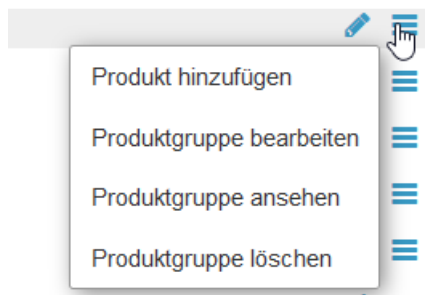 Produkt hinzufügen
Produktgruppe bearbeiten
Produktgruppe ansehen
Produktgruppe löschen